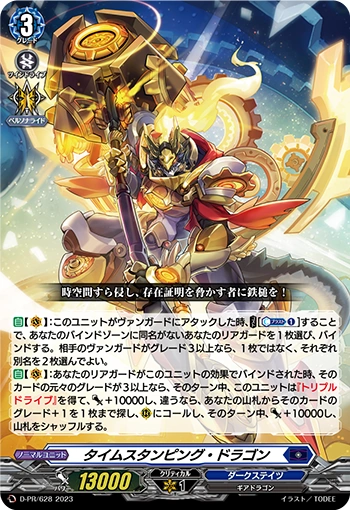 3
グレード
ツインドライブ
ペルソナライド
時空間すら侵し、存在証明を脅かす者に鉄槌を！
自【】：このユニットがヴァンガードにアタックした時、【ブラスト1】することで、あなたのバインドゾーンに同名がないあなたのリアガードを1枚選び、バインドする。相手のヴァンガードがグレード3以上なら、1枚ではなく、それぞれ別名を2枚選んでよい。
自【】：あなたのリアガードがこのユニットの効果でバインドされた時、そのカードの元々のグレードが3以上なら、そのターン中、このユニットは『トリプルドライブ』を得て、+10000し、違うなら、あなたの山札からそのカードのグレード+1を1枚まで探し、にコールし、そのターン中、+10000し、山札をシャッフルする。
ノーマルユニット
タイムスタンピング・ドラゴン
パワー
13000
クリティカル
1
ダークステイツ
ギアドラゴン
D-PR/628 2023
イラスト／TODEE